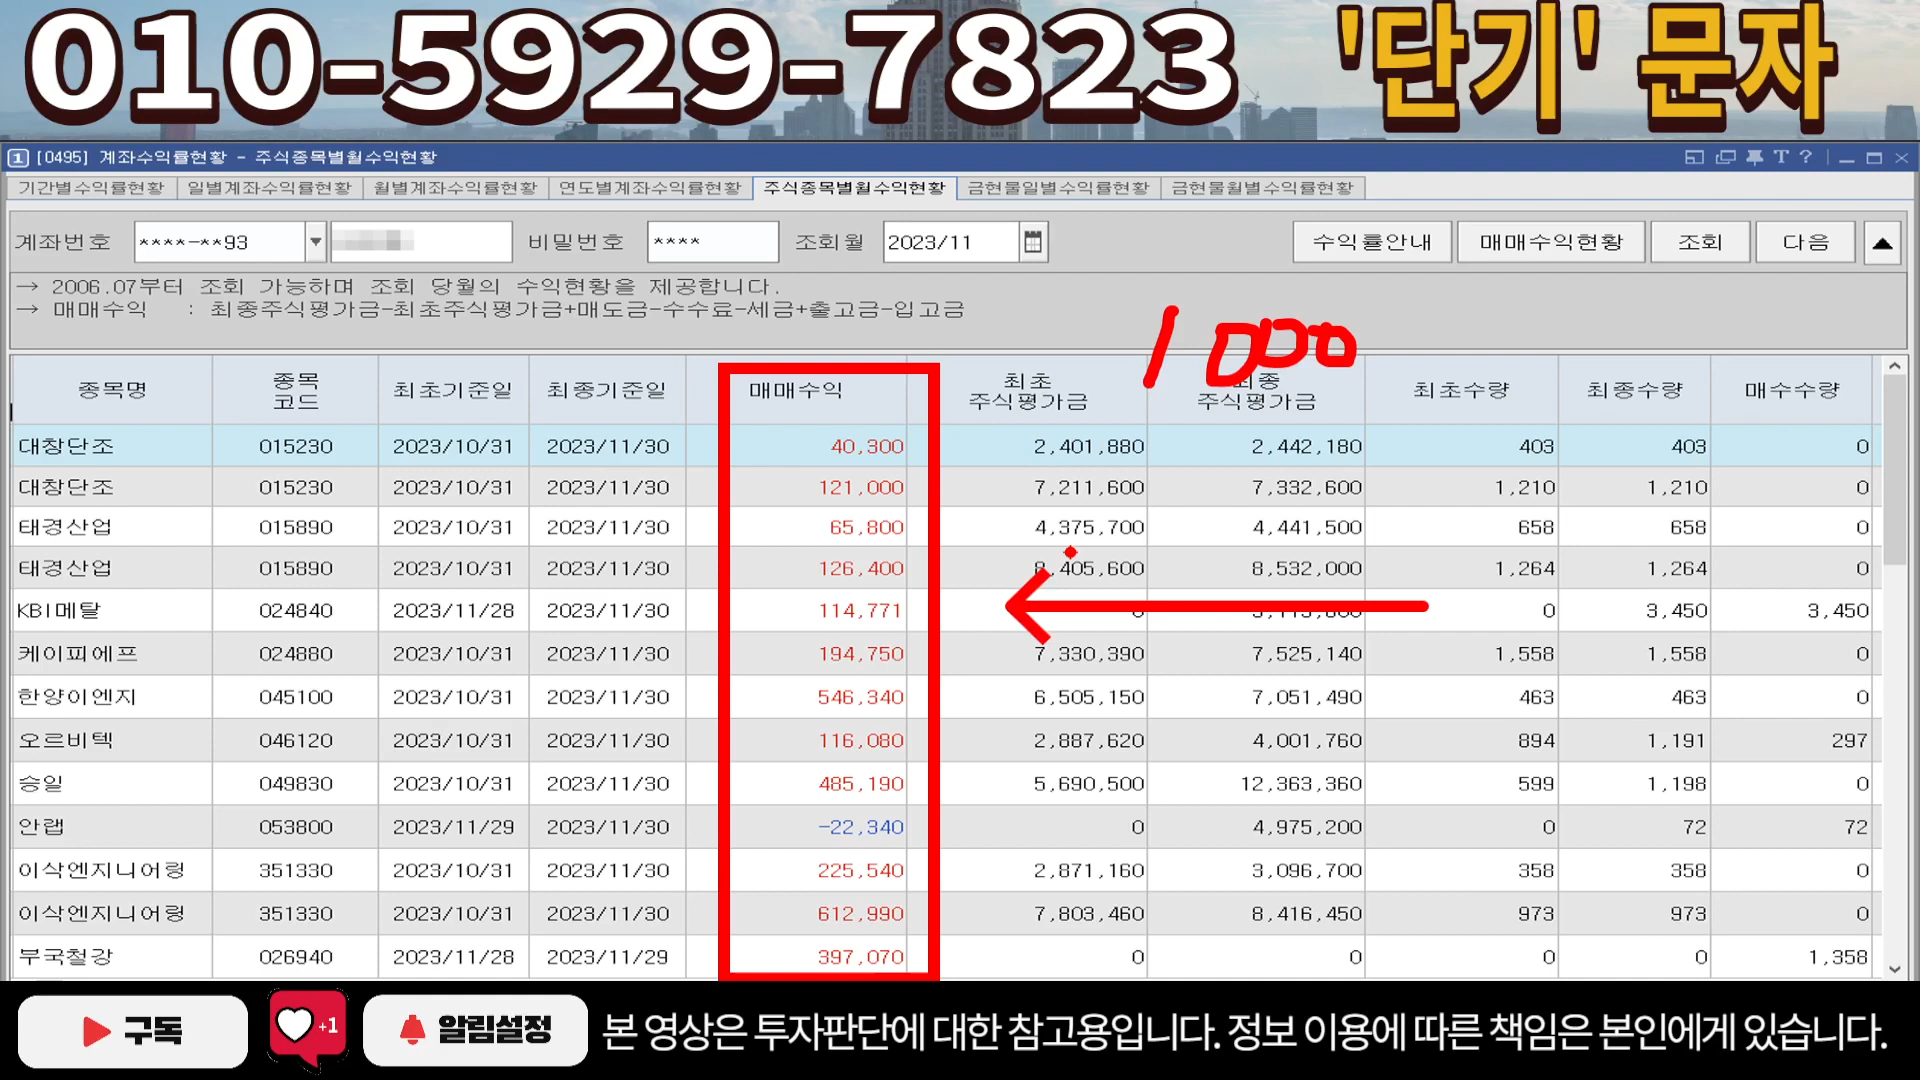 010-5929-7823 '단기' 문자
1 [0495] 계좌수익률현황 - 주식종목별월수익현황
기간별수익률현황 일별계좌수익률현황 월별계좌수익률현황 연도별계좌수익률현황 주식종목별월수익현황 금현물일별수익률현황 금현물월별수익률현황
계좌번호 ****-**93 비밀번호 **** 조회월 2023/11 수익률안내 매매수익현황 조회 다음
→ 2006.07부터 조회 가능하며 조회 당월의 수익현황을 제공합니다.
→ 매매수익 : 최종주식평가금-최초주식평가금+매도금-수수료-세금+출고금-입고금
1000
종목명 종목 코드 최초기준일 최종기준일 매매수익 최초 주식평가금 최종 주식평가금 최초수량 최종수량 매수수량
대창단조 015230 2023/10/31 2023/11/30 40,300 2,401,880 2,442,180 403 403 0
대창단조 015230 2023/10/31 2023/11/30 121,000 7,211,600 7,332,600 1,210 1,210 0
태경산업 015890 2023/10/31 2023/11/30 65,800 4,375,700 4,441,500 658 658 0
태경산업 015890 2023/10/31 2023/11/30 126,400 8,405,600 8,532,000 1,264 1,264 0
KBI메탈 024840 2023/11/28 2023/11/30 114,771 0 0 3,450 3,450
케이피에프 024880 2023/10/31 2023/11/30 194,750 7,330,390 7,525,140 1,558 1,558 0
한양이엔지 045100 2023/10/31 2023/11/30 546,340 6,505,150 7,051,490 463 463 0
오르비텍 046120 2023/10/31 2023/11/30 116,080 2,887,620 4,001,760 894 1,191 297
승일 049830 2023/10/31 2023/11/30 485,190 5,690,500 12,363,360 599 1,198 0
안랩 053800 2023/11/29 2023/11/30 -22,340 0 4,975,200 0 72 72
이삭엔지니어링 351330 2023/10/31 2023/11/30 225,540 2,871,160 3,096,700 358 358 0
이삭엔지니어링 351330 2023/10/31 2023/11/30 612,990 7,803,460 8,416,450 973 973 0
부국철강 026940 2023/11/28 2023/11/29 397,070 0 0 0 0 1,358
구독 +1 알림설정 본 영상은 투자판단에 대한 참고용입니다. 정보 이용에 따른 책임은 본인에게 있습니다.